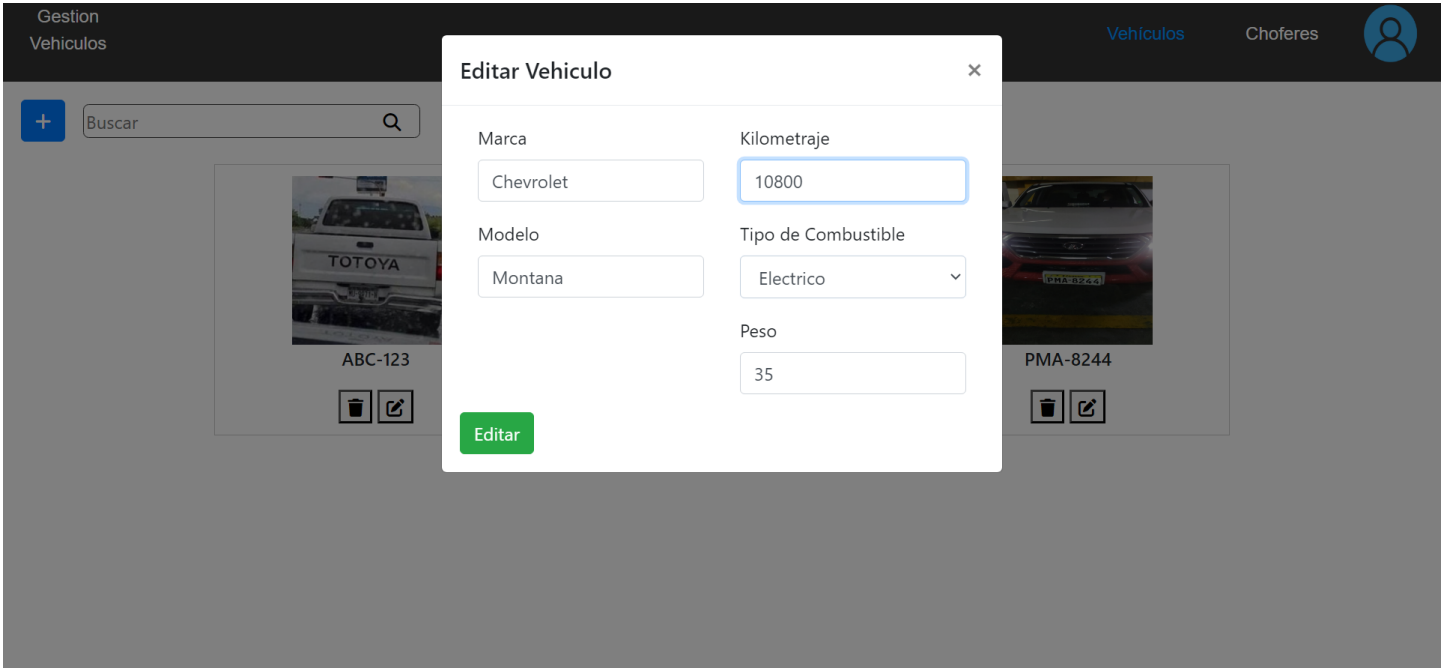 Gestion
Vehiculos
Vehículos
Choferes
Editar Vehiculo
×
+
Buscar
Marca
Kilometraje
Chevrolet
10800
Modelo
Tipo de Combustible
Montana
Electrico
Peso
35
Editar
TOTOYA
ABC-123
PMA-8244
PMA-8244